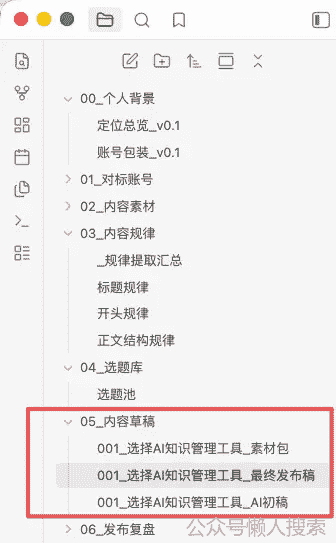 00_个人背景
定位总览_v0.1
账号包装_v0.1
01_对标账号
02_内容素材
03_内容规律
_规律提取汇总
标题规律
开头规律
正文结构规律
04_选题库
选题池
05_内容草稿
001_选择AI知识管理工具_素材包
001_选择AI知识管理工具_最终发布稿
001_选择AI知识管理工具_AI初稿
06_发布复盘
公众号懒人搜索